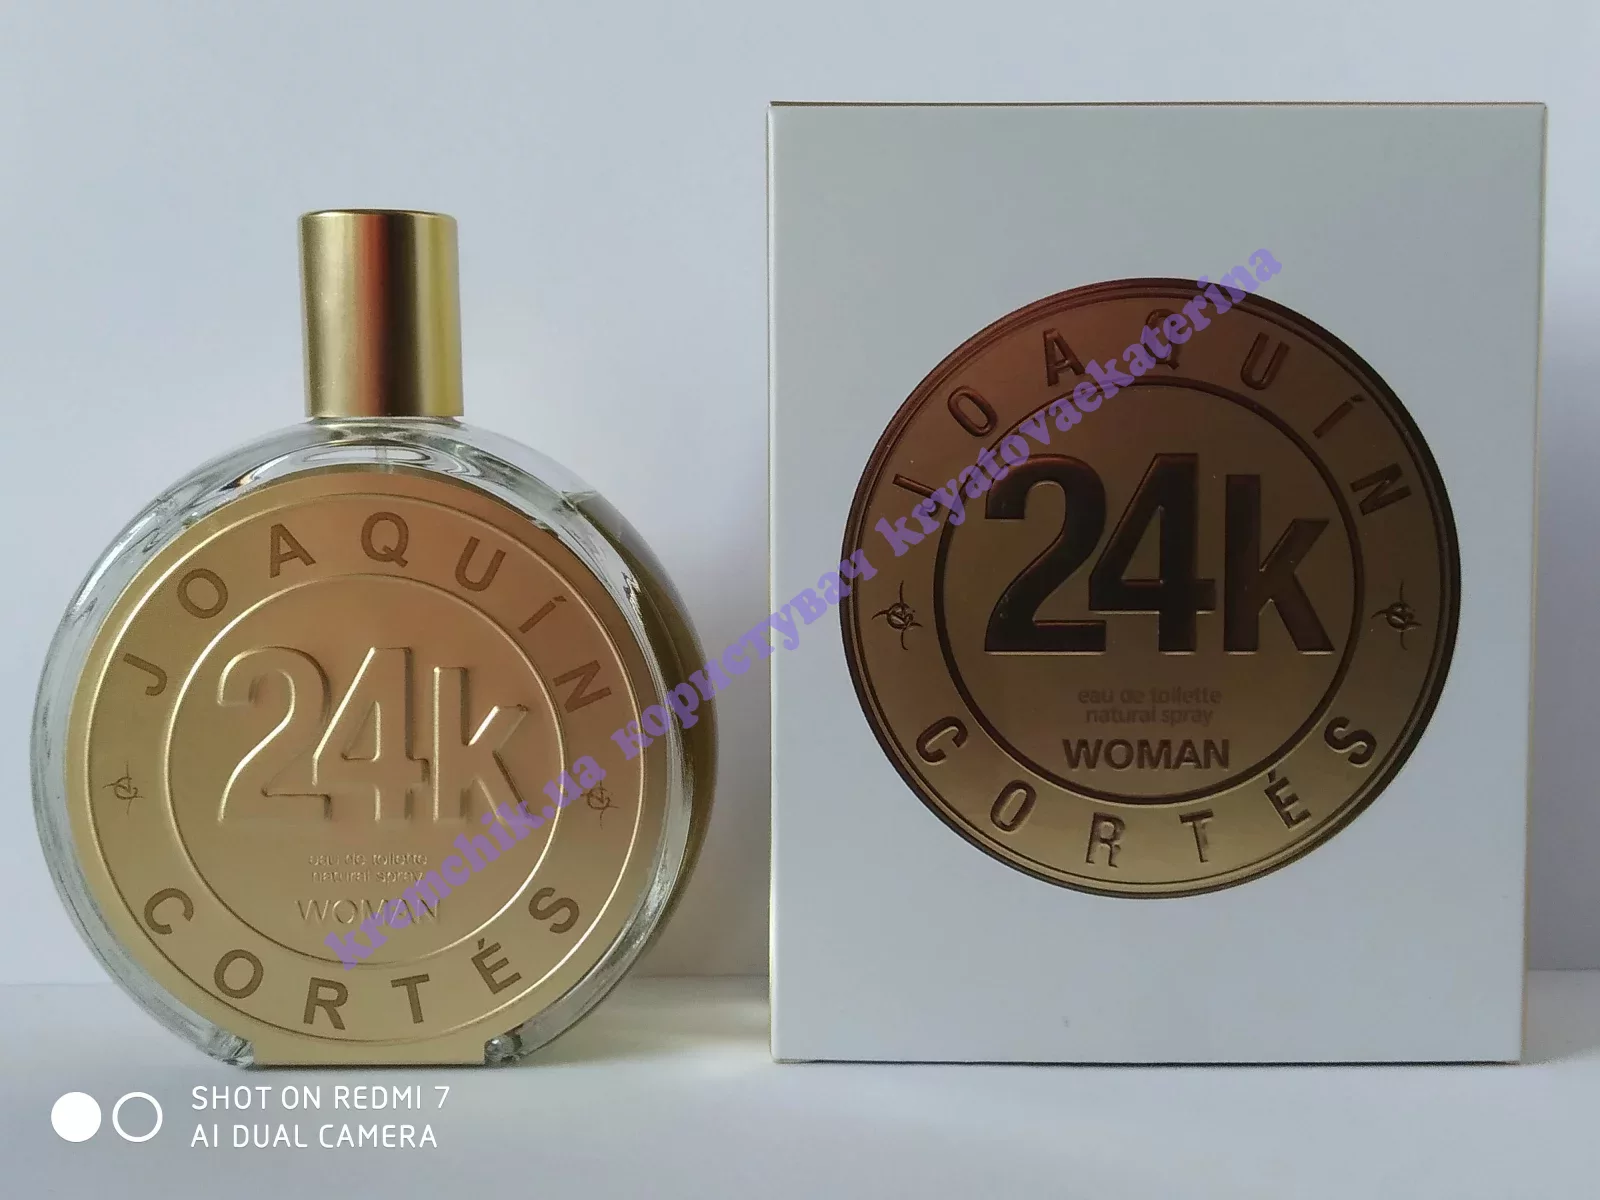 JOAQUÍN
24k
eau de toilette
natural spray
WOMAN
CORTÉS
JOAQUÍN
24k
eau de toilette
natural spray
WOMAN
CORTÉS
kremchik.ua користувач kryatovaekaterina
SHOT ON REDMI 7
AI DUAL CAMERA